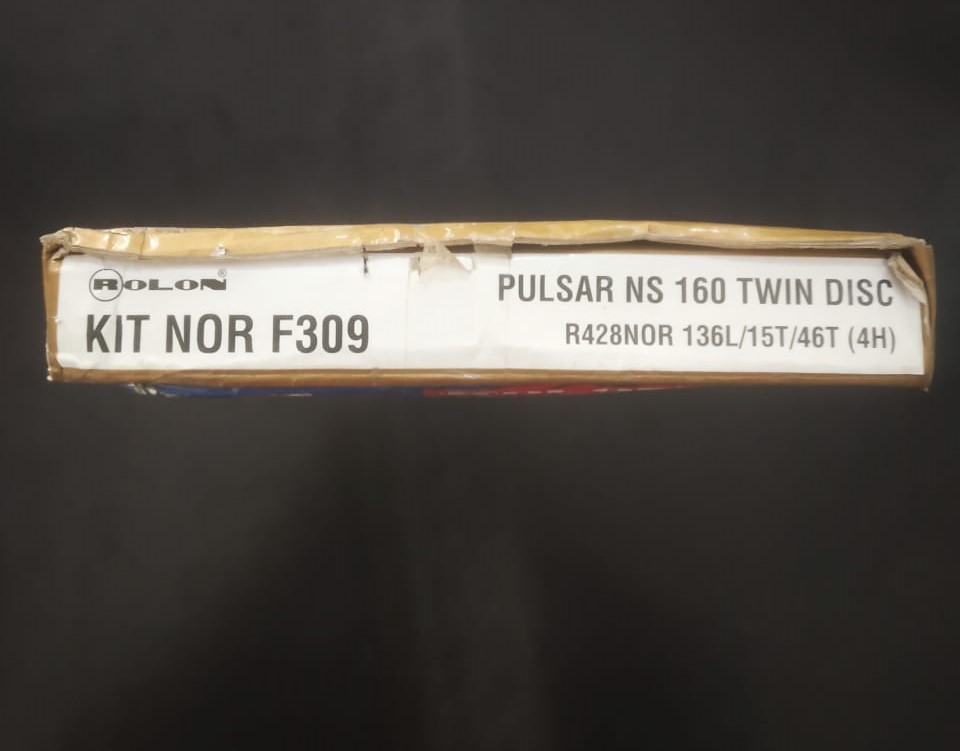 ROLON®
KIT NOR F309
PULSAR NS 160 TWIN DISC
R428NOR 136L/15T/46T (4H)